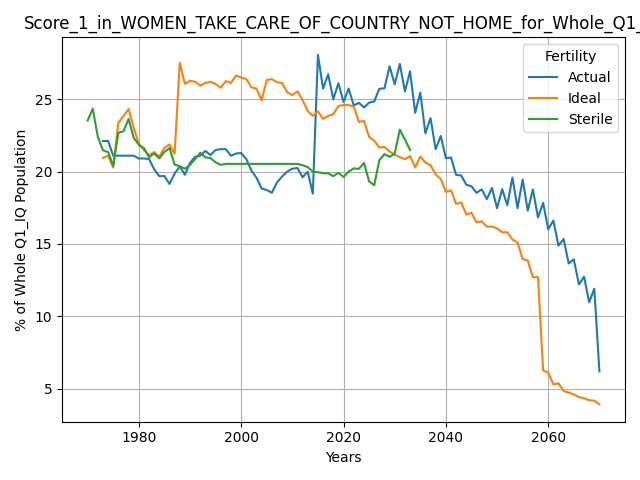 Score_1_in_WOMEN_TAKE_CARE_OF_COUNTRY_NOT_HOME_for_Whole_Q1_
Fertility
Actual
Ideal
Sterile
% of Whole Q1_IQ Population
25
20
15
10
5
1980 2000 2020 2040 2060
Years